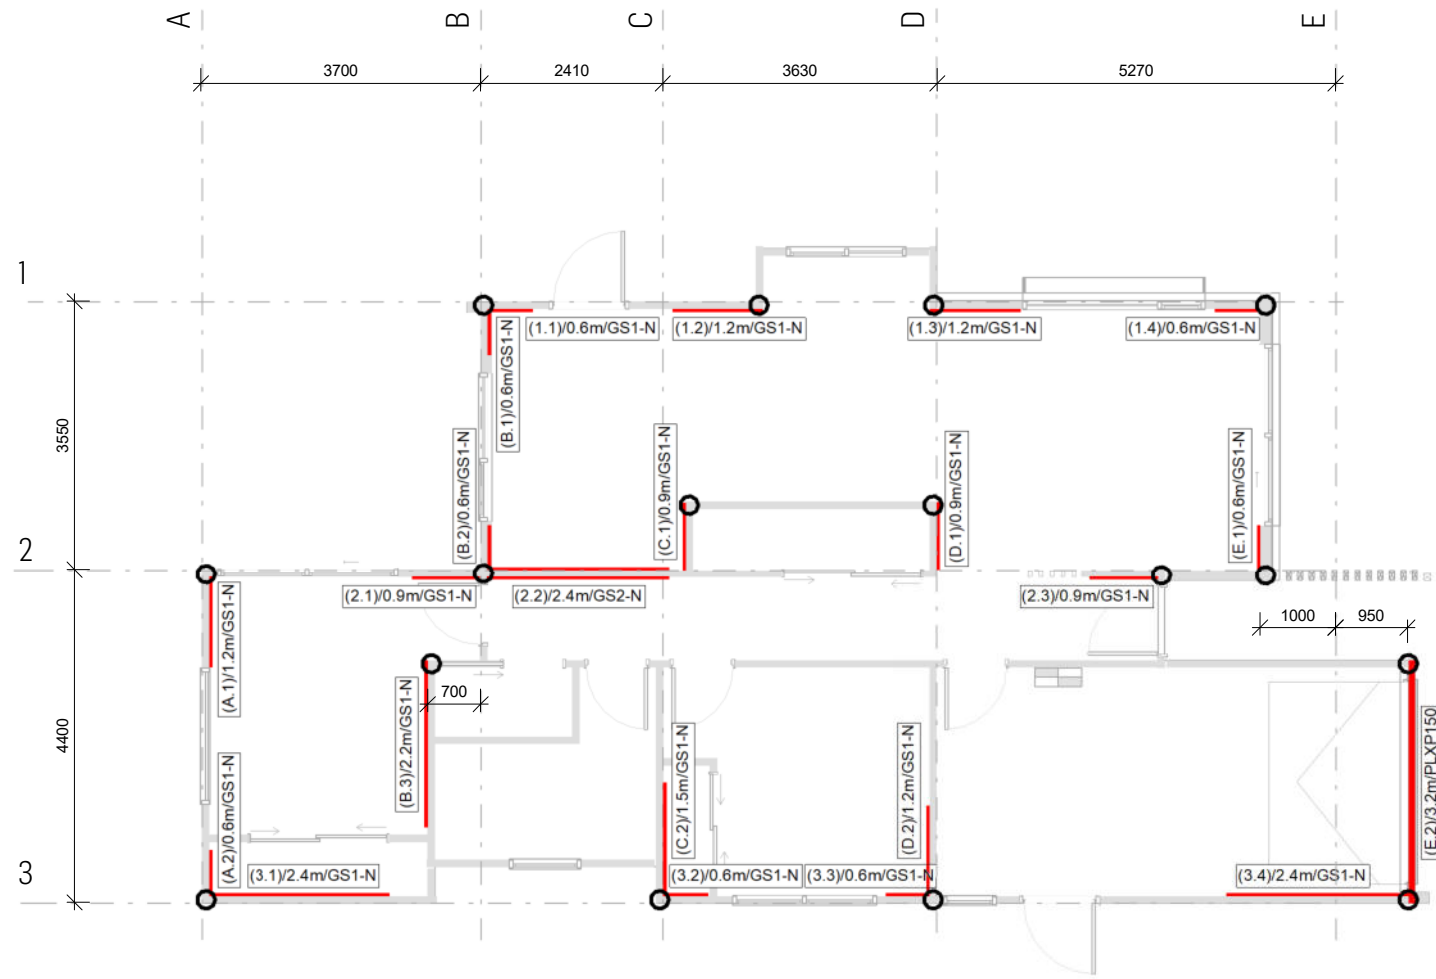 A
B
C
D
E
3700
2410
3630
5270
1
(1.1)/0.6m/GS1-N
(1.2)/1.2m/GS1-N
(1.3)/1.2m/GS1-N
(1.4)/0.6m/GS1-N
(B.1)/0.6m/GS1-N
3550
(B.2)/0.6m/GS1-N
(C.1)/0.9m/GS1-N
(D.1)/0.9m/GS1-N
(E.1)/0.6m/GS1-N
2
(2.1)/0.9m/GS1-N
(2.2)/2.4m/GS2-N
(2.3)/0.9m/GS1-N
1000
950
(A.1)/1.2m/GS1-N
700
4400
(B.3)/2.2m/GS1-N
(C.2)/1.5m/GS1-N
(D.2)/1.2m/GS1-N
(E.2)/3.2m/PLXP150
(A.2)/0.6m/GS1-N
3
(3.1)/2.4m/GS1-N
(3.2)/0.6m/GS1-N
(3.3)/0.6m/GS1-N
(3.4)/2.4m/GS1-N